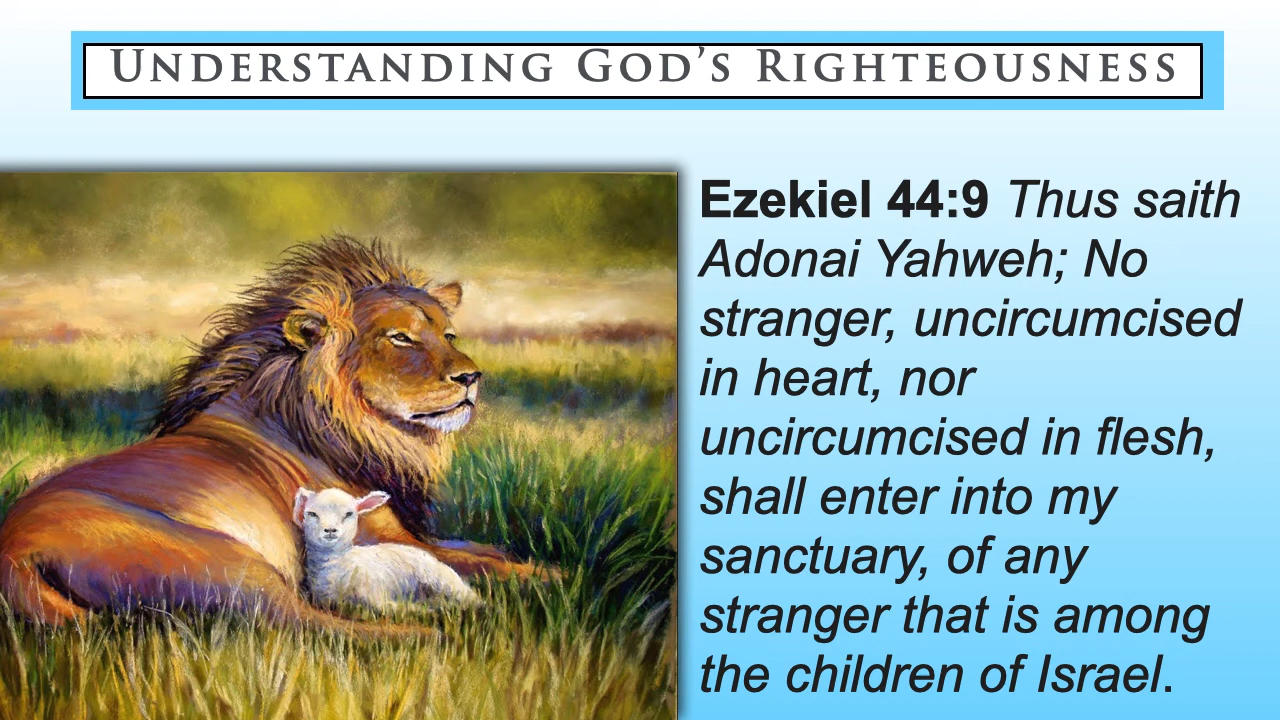 Understanding God's Righteousness
Ezekiel 44:9 Thus saith
Adonai Yahweh; No
stranger, uncircumcised
in heart, nor
uncircumcised in flesh,
shall enter into my
sanctuary, of any
stranger that is among
the children of Israel.